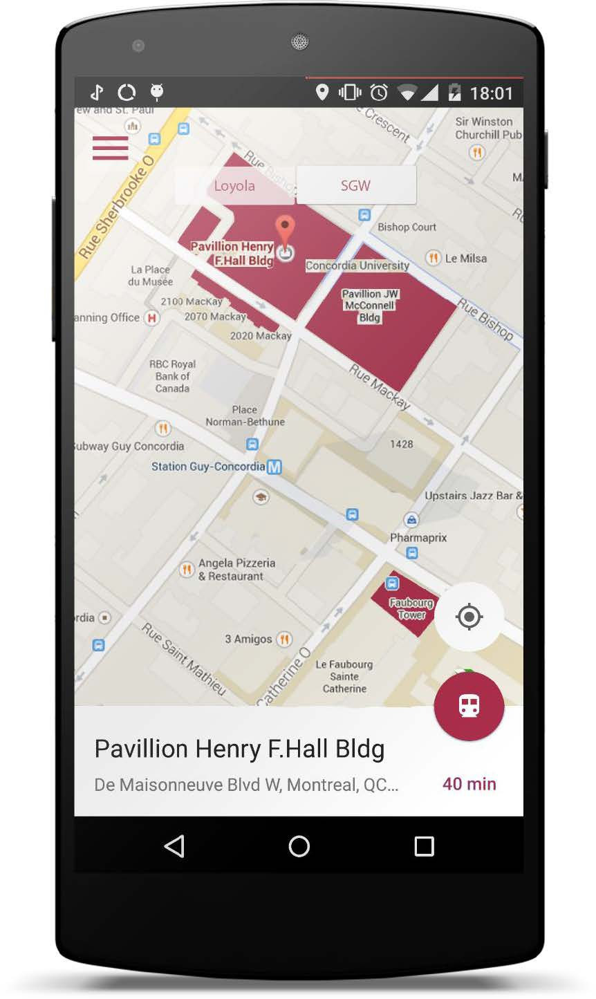 18:01
ew and St. Paul
e Crescent
Sir Winston
Churchill Pub
Rue Sherbrooke O
Rue Bishop
Loyola
SGW
Ma
Ru
Bishop Court
Pavillion Henry
F.Hall Bldg
Concordia University
Le Milsa
La Place
du Musée
Pavillion JW
McConnell
Bldg
2100 MacKay
2070 Mackay
anning Office
H
2020 Mackay
Rue Bishop
RBC Royal
Bank of
Canada
Rue Mackay
Place
Norman-Bethune
Subway Guy Concordia
1428
Station Guy-Concordia M
Upstairs Jazz Bar &
Pharmaprix
Angela Pizzeria
& Restaurant
Faubourg
Tower
rdia
3 Amigos
Rue Saint Mathieu
Catherine O
Le Faubourg
Sainte
Catherine
Pavillion Henry F.Hall Bldg
De Maisonneuve Blvd W, Montreal, QC...
40 min